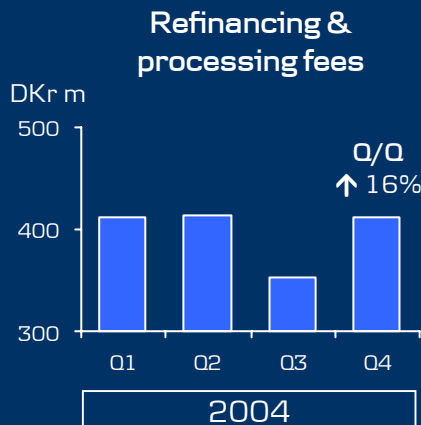 Refinancing &
processing fees
DKr m
500
Q/Q
↑ 16%
400
300
Q1 Q2 Q3 Q4
2004